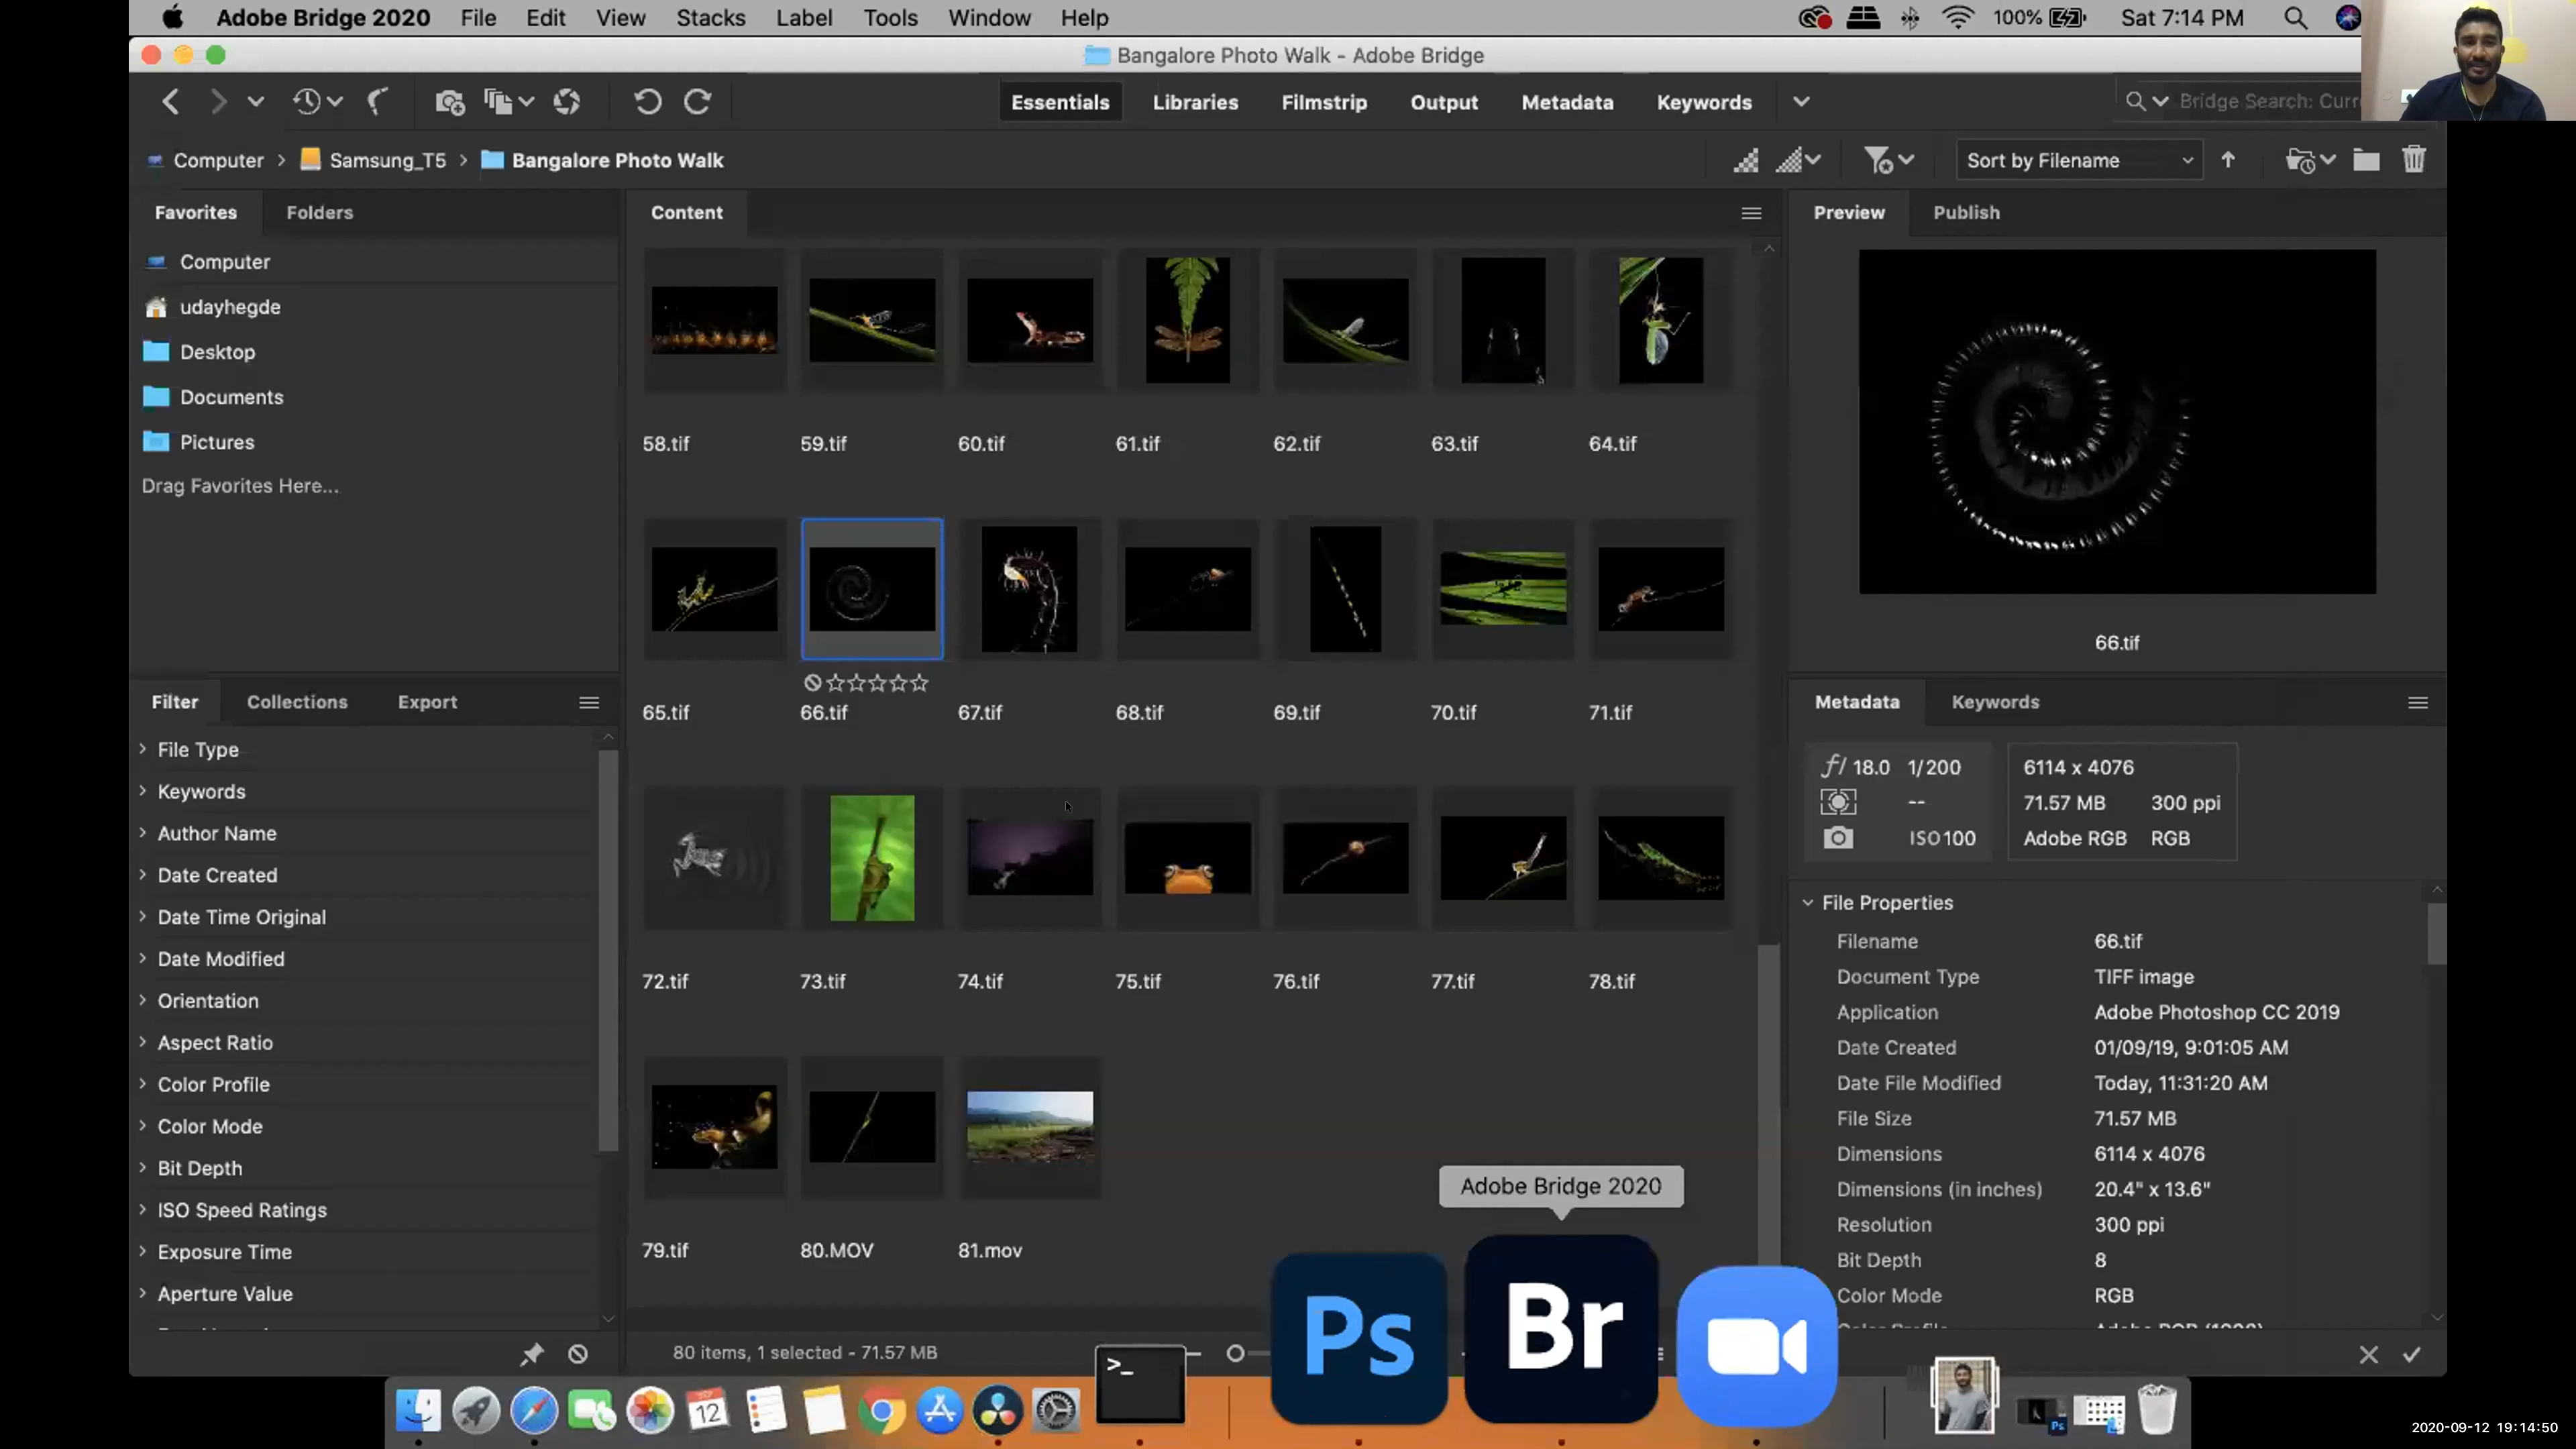 Adobe Bridge 2020 File Edit View Stacks Label Tools Window Help 100% Sat 7:14 PM
Bangalore Photo Walk - Adobe Bridge
Essentials Libraries Filmstrip Output Metadata Keywords Bridge Search:
Computer > Samsung_T5 > Bangalore Photo Walk Sort by Filename
Favorites Folders
Computer
udayhegde
Desktop
Documents
Pictures
Drag Favorites Here...
Filter Collections Export
File Type
Keywords
Author Name
Date Created
Date Time Original
Date Modified
Orientation
Aspect Ratio
Color Profile
Color Mode
Bit Depth
ISO Speed Ratings
Exposure Time
Aperture Value
Content
58.tif 59.tif 60.tif 61.tif 62.tif 63.tif 64.tif
65.tif 66.tif 67.tif 68.tif 69.tif 70.tif 71.tif
72.tif 73.tif 74.tif 75.tif 76.tif 77.tif 78.tif
79.tif 80.MOV 81.mov
80 items, 1 selected - 71.57 MB
Preview Publish
66.tif
Metadata Keywords
f/ 18.0 1/200
-- 
ISO100
6114 x 4076
71.57 MB 300 ppi
Adobe RGB RGB
File Properties
Filename 66.tif
Document Type TIFF image
Application Adobe Photoshop CC 2019
Date Created 01/09/19, 9:01:05 AM
Date File Modified Today, 11:31:20 AM
File Size 71.57 MB
Dimensions 6114 x 4076
Dimensions (in inches) 20.4" x 13.6"
Resolution 300 ppi
Bit Depth 8
Color Mode RGB
Adobe Bridge 2020
Ps Br
>_
SEP
12
Ps
2020-09-12 19:14:50